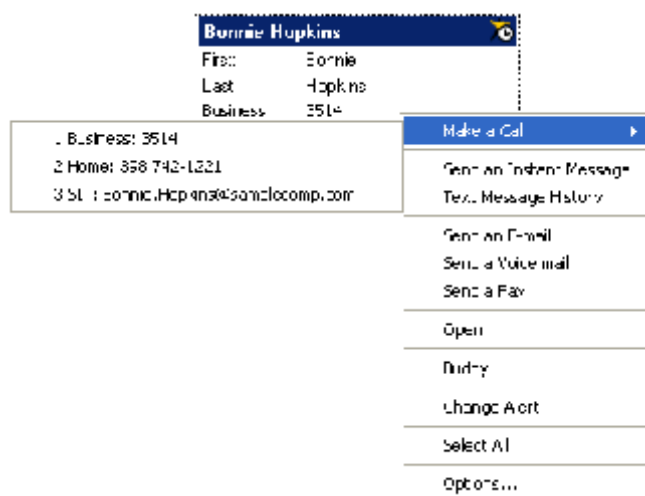 Bonnie Hopkins
First: Bonnie
Last Hopkins
Business 3514
Make a Call
1 Business: 3514
2 Home: 898 742-1221
3 SIP: Bonnie.Hopkins@samplecomp.com
Send an Instant Message
Text Message History
Send an E-mail
Send a Voice mail
Send a Fax
Open
Buddy
Change Alert
Select All
Options...